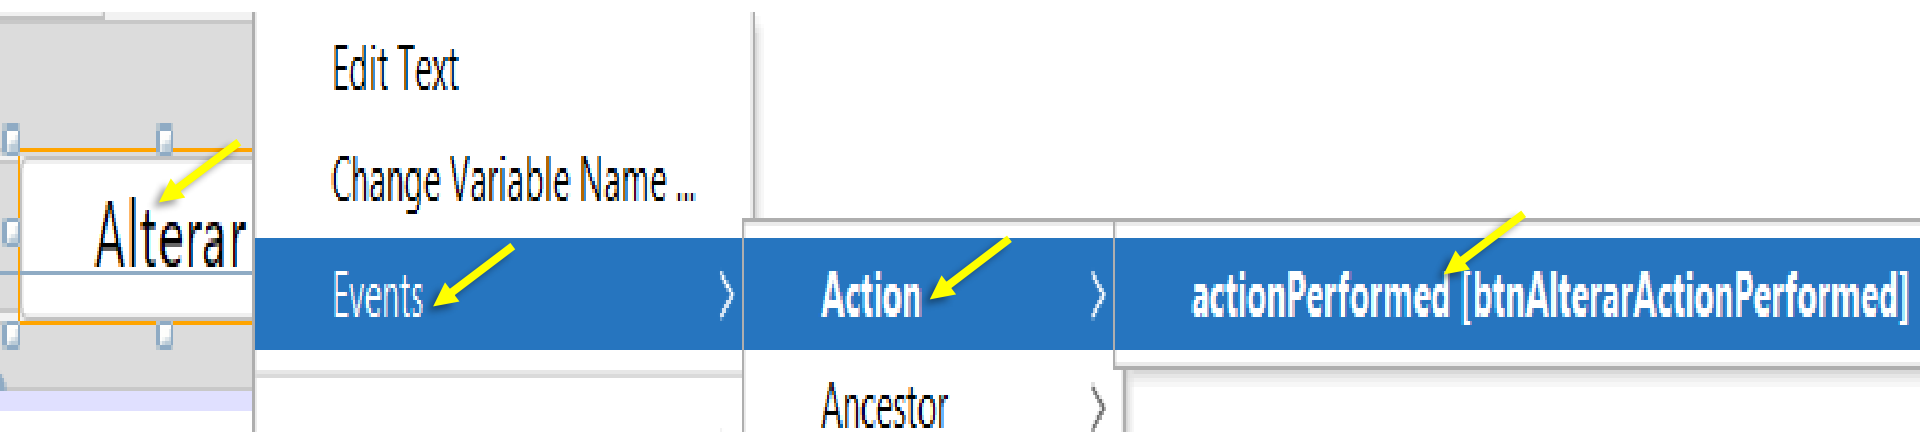 Edit Text
Change Variable Name ...
Alterar
Events
Action
actionPerformed [btnAlterarActionPerformed]
Ancestor